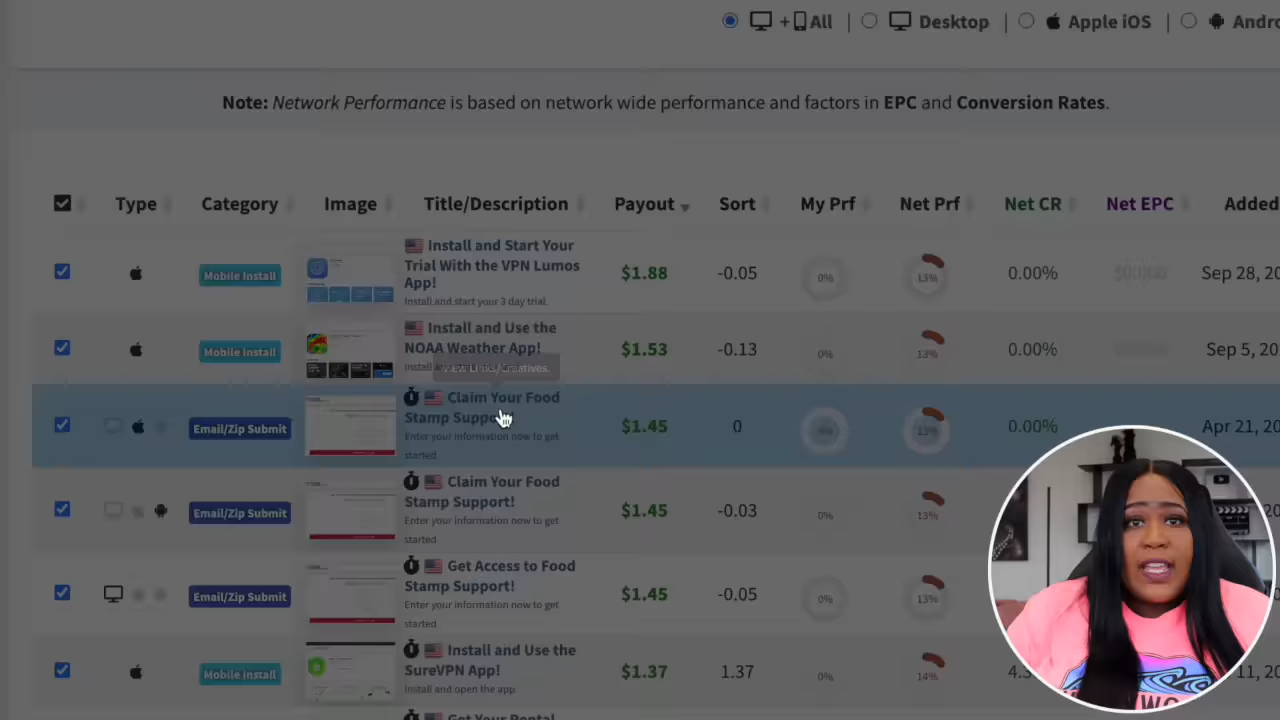 + All | Desktop | Apple iOS | Andro
Note: Network Performance is based on network wide performance and factors in EPC and Conversion Rates.
Type Category Image Title/Description Payout Sort My Prf Net Prf Net CR Net EPC Added
Mobile Install
Install and Start Your
Trial With the VPN Lumos
App!
Install and start your 3 day trial.
$1.88 -0.05 0% 13% 0.00% Sep 28, 20
Mobile Install
Install and Use the
NOAA Weather App!
$1.53 -0.13 0% 13% 0.00% Sep 5, 20
Email/Zip Submit
Claim Your Food
Stamp Support!
Enter your information now to get
started
$1.45 0 13% 0.00% Apr 21, 20
Email/Zip Submit
Claim Your Food
Stamp Support!
Enter your information now to get
started
$1.45 -0.03 0% 13%
Email/Zip Submit
Get Access to Food
Stamp Support!
Enter your information now to get
started
$1.45 -0.05 0% 13%
Mobile Install
Install and Use the
SureVPN App!
Install and open the app
$1.37 1.37 0% 14% 11, 20
Get Your Rental